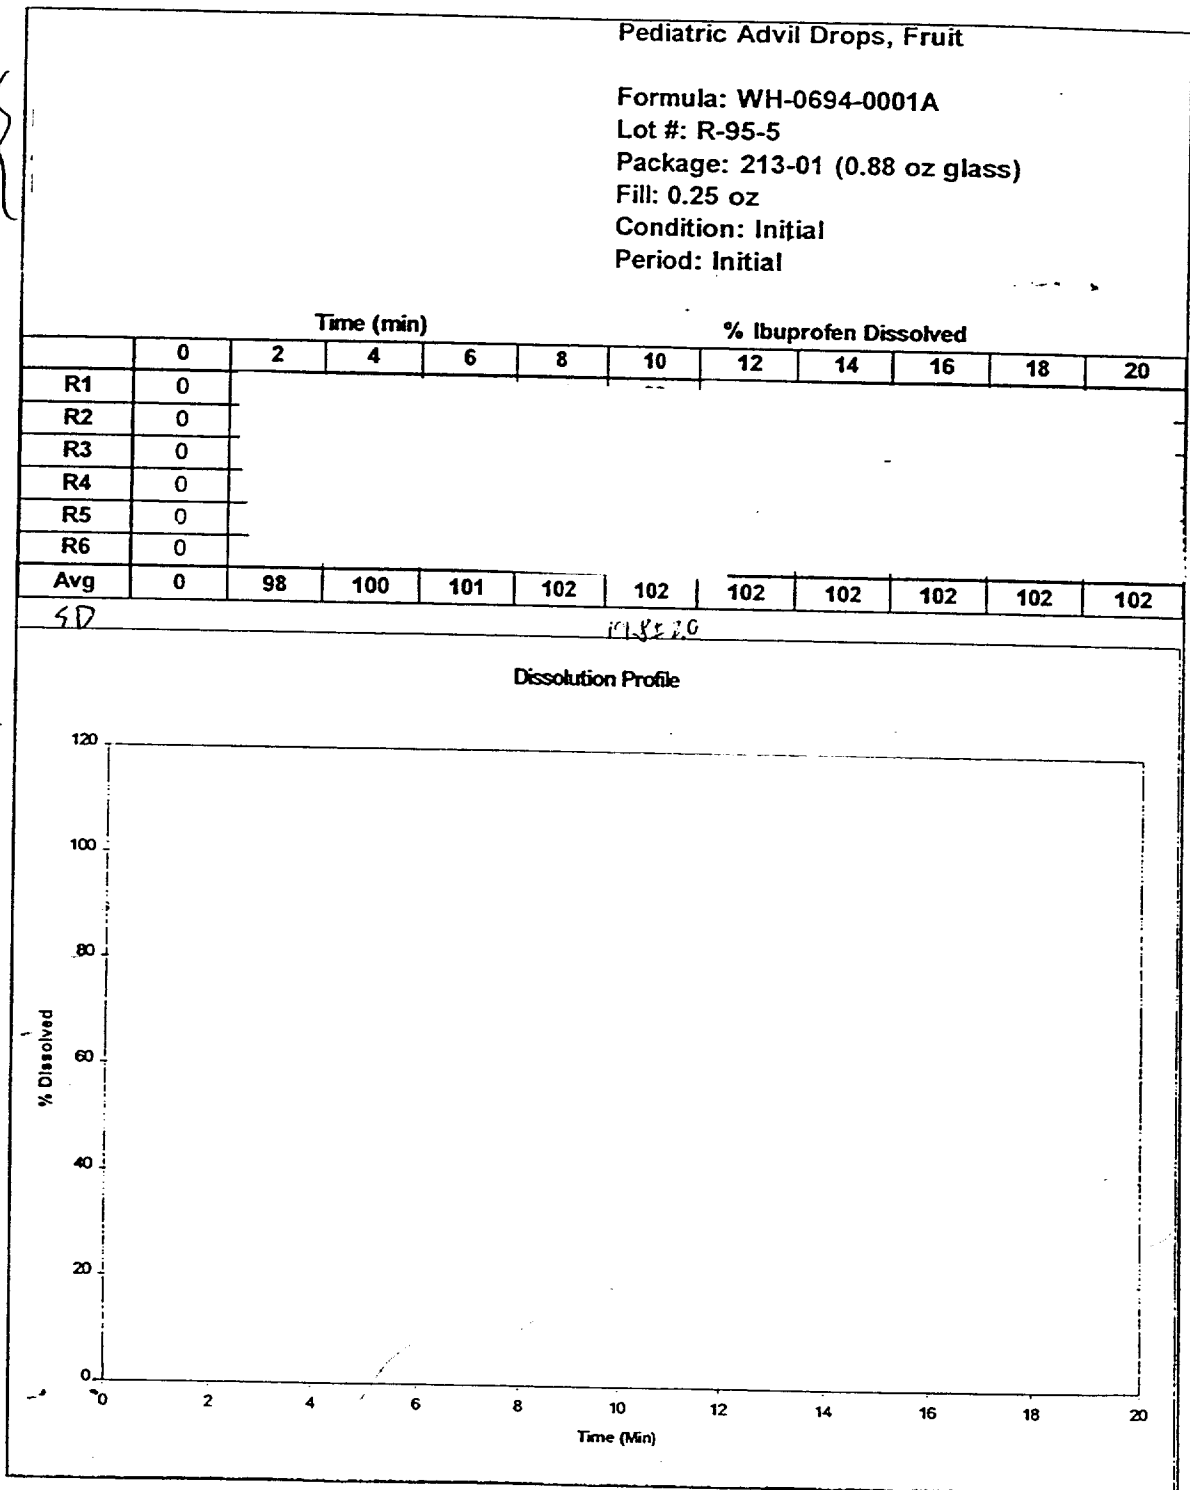 Pediatric Advil Drops, Fruit
Formula: WH-0694-0001A
Lot #: R-95-5
Package: 213-01 (0.88 oz glass)
Fill: 0.25 oz
Condition: Initial
Period: Initial
Time (min) % Ibuprofen Dissolved
0 2 4 6 8 10 12 14 16 18 20
R1 0
R2 0
R3 0
R4 0
R5 0
R6 0
Avg 0 98 100 101 102 102 102 102 102 102 102
SD
Dissolution Profile
120
100
80
60
40
20
0
% Dissolved
0 2 4 6 8 10 12 14 16 18 20
Time (Min)